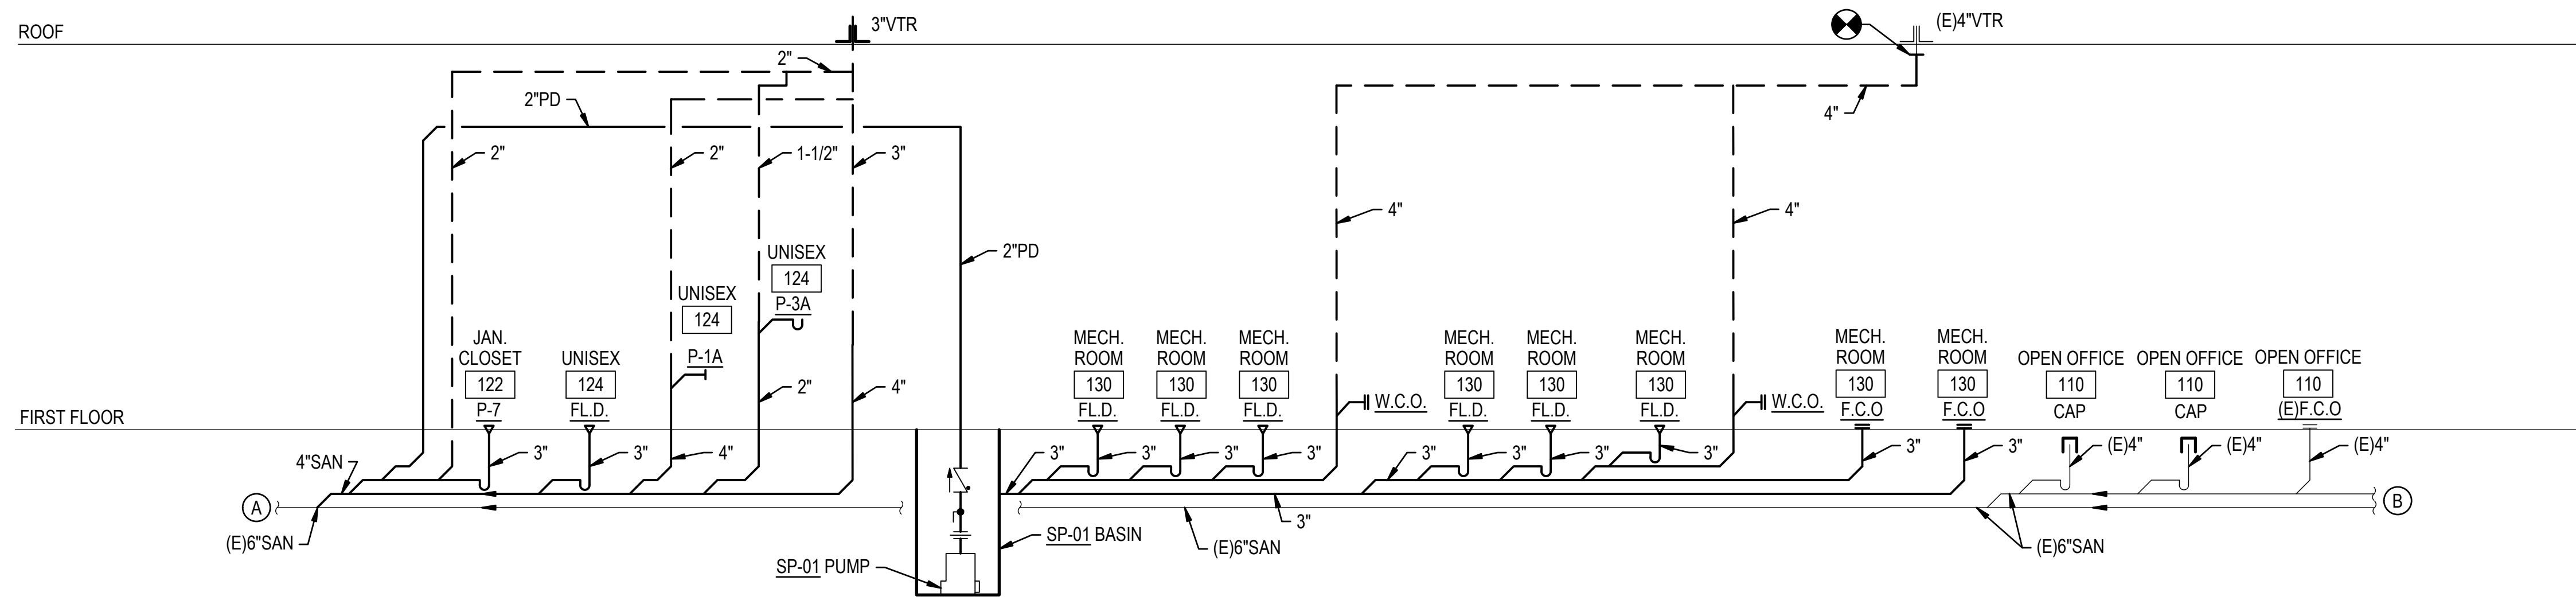 ROOF
3"VTR
(E)4"VTR
2"
2"PD
4"
2"
2"
1-1/2"
3"
4"
4"
2"PD
UNISEX
124
P-3A
UNISEX
124
P-1A
JAN.
CLOSET
122
P-7
UNISEX
124
FL.D.
2"
4"
MECH.
ROOM
130
FL.D.
MECH.
ROOM
130
FL.D.
MECH.
ROOM
130
FL.D.
W.C.O.
MECH.
ROOM
130
FL.D.
MECH.
ROOM
130
FL.D.
MECH.
ROOM
130
FL.D.
W.C.O.
MECH.
ROOM
130
F.C.O
MECH.
ROOM
130
F.C.O
OPEN OFFICE
110
CAP
OPEN OFFICE
110
CAP
OPEN OFFICE
110
(E)F.C.O
FIRST FLOOR
4"SAN
3"
3"
4"
3"
3"
3"
3"
3"
3"
3"
3"
3"
3"
(E)4"
(E)4"
(E)4"
A
B
(E)6"SAN
3"
SP-01 BASIN
(E)6"SAN
(E)6"SAN
SP-01 PUMP